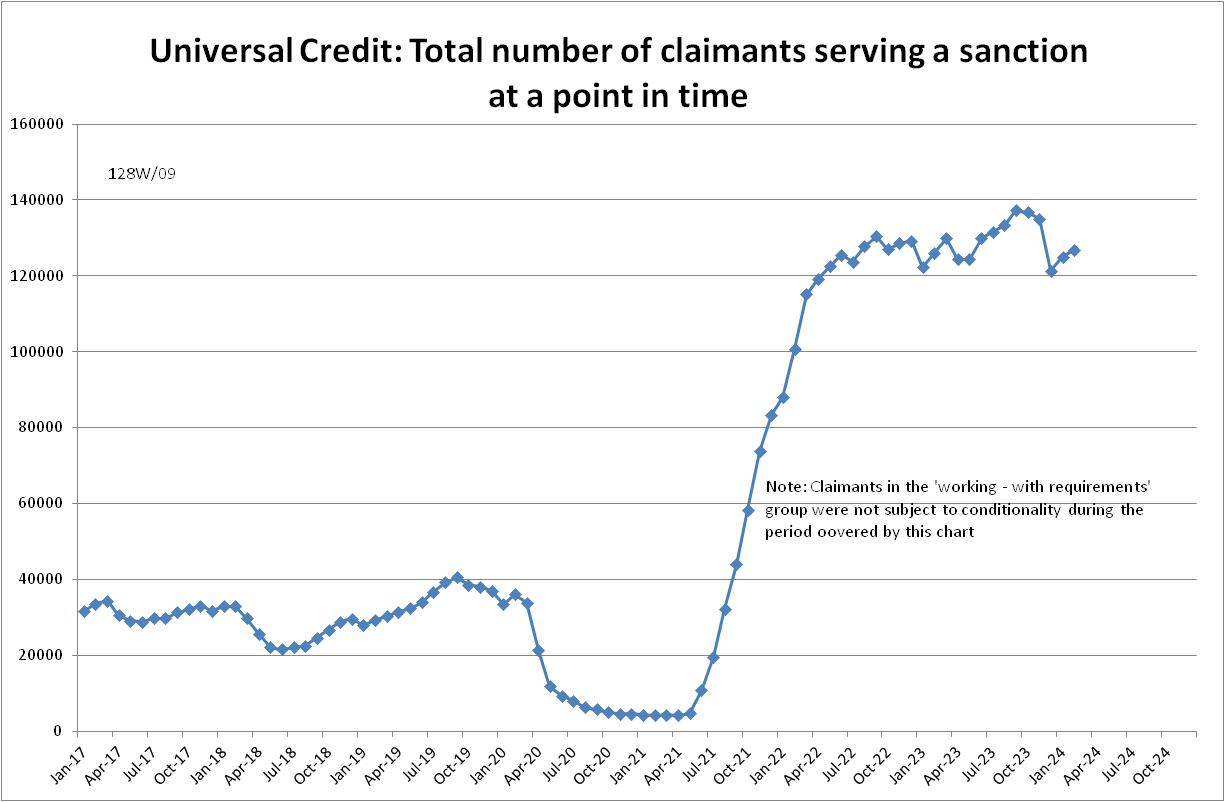 Universal Credit: Total number of claimants serving a sanction
at a point in time
160000
128W/09
140000
120000
100000
80000
Note: Claimants in the 'working - with requirements'
group were not subject to conditionality during the
period oovered by this chart
60000
40000
20000
0
Jan-17 Apr-17 Jul-17 Oct-17 Jan-18 Apr-18 Jul-18 Oct-18 Jan-19 Apr-19 Jul-19 Oct-19 Jan-20 Apr-20 Jul-20 Oct-20 Jan-21 Apr-21 Jul-21 Oct-21 Jan-22 Apr-22 Jul-22 Oct-22 Jan-23 Apr-23 Jul-23 Oct-23 Jan-24 Apr-24 Jul-24 Oct-24